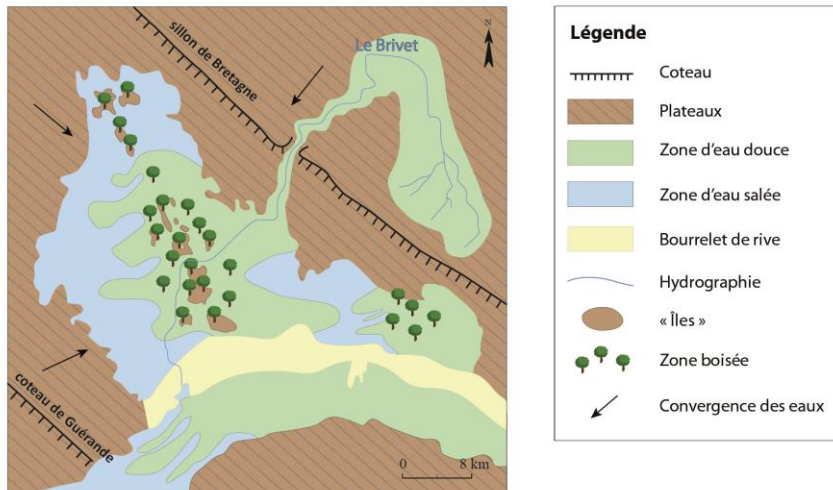 sillon de Bretagne
Le Brivet
N
coteau de Guérande
0 8 km
Légende
Coteau
Plateaux
Zone d'eau douce
Zone d'eau salée
Bourrelet de rive
Hydrographie
« Îles »
Zone boisée
Convergence des eaux